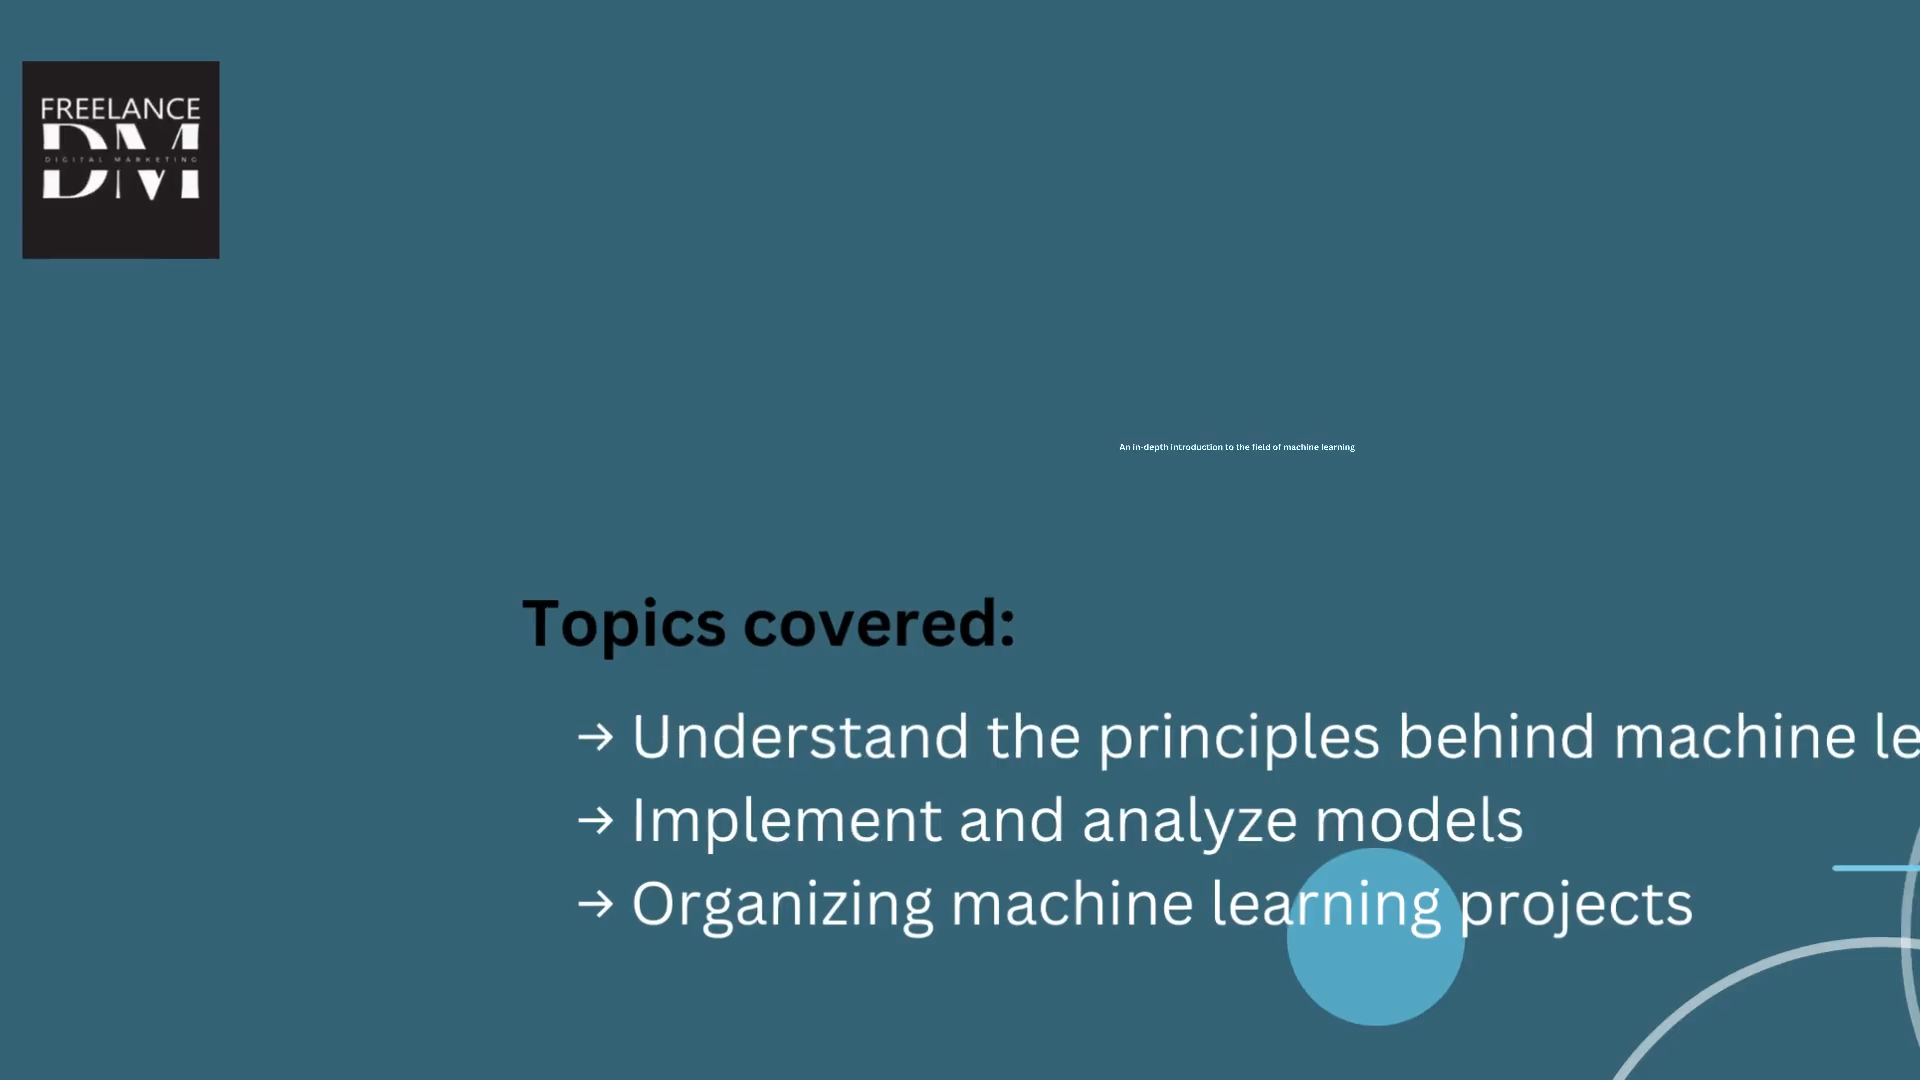 FREELANCE
DM
DIGITAL MARKETING
An in-depth introduction to the field of machine learning
Topics covered:
→ Understand the principles behind machine le
→ Implement and analyze models
→ Organizing machine learning projects